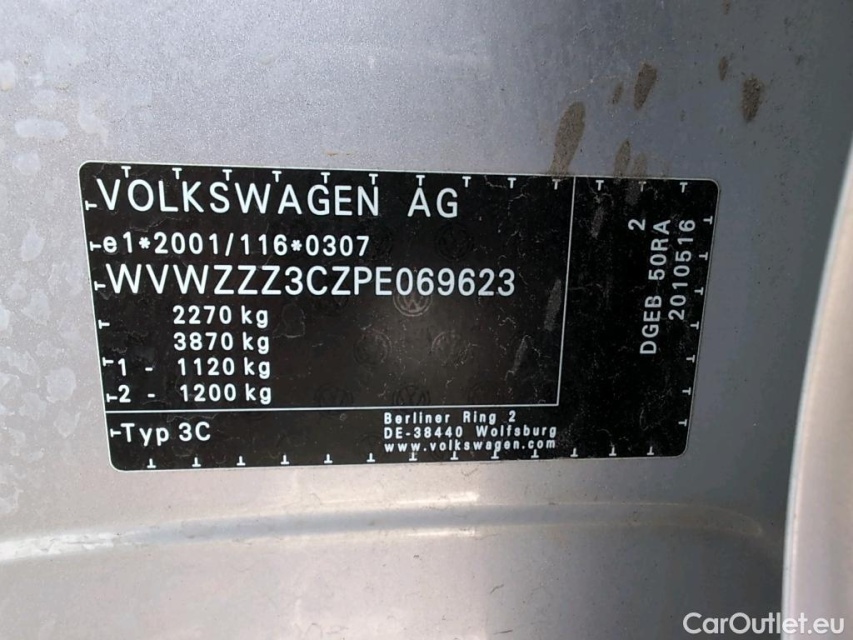 VOLKSWAGEN AG
e1*2001/116*0307
WVWZZZ3CZPE069623
2270 kg
3870 kg
1 - 1120 kg
2 - 1200 kg
Typ 3C
Berliner Ring 2
DE-38440 Wolfsburg
www.volkswagen.com
2
DGEB 50RA
2010516
CarOutlet.eu